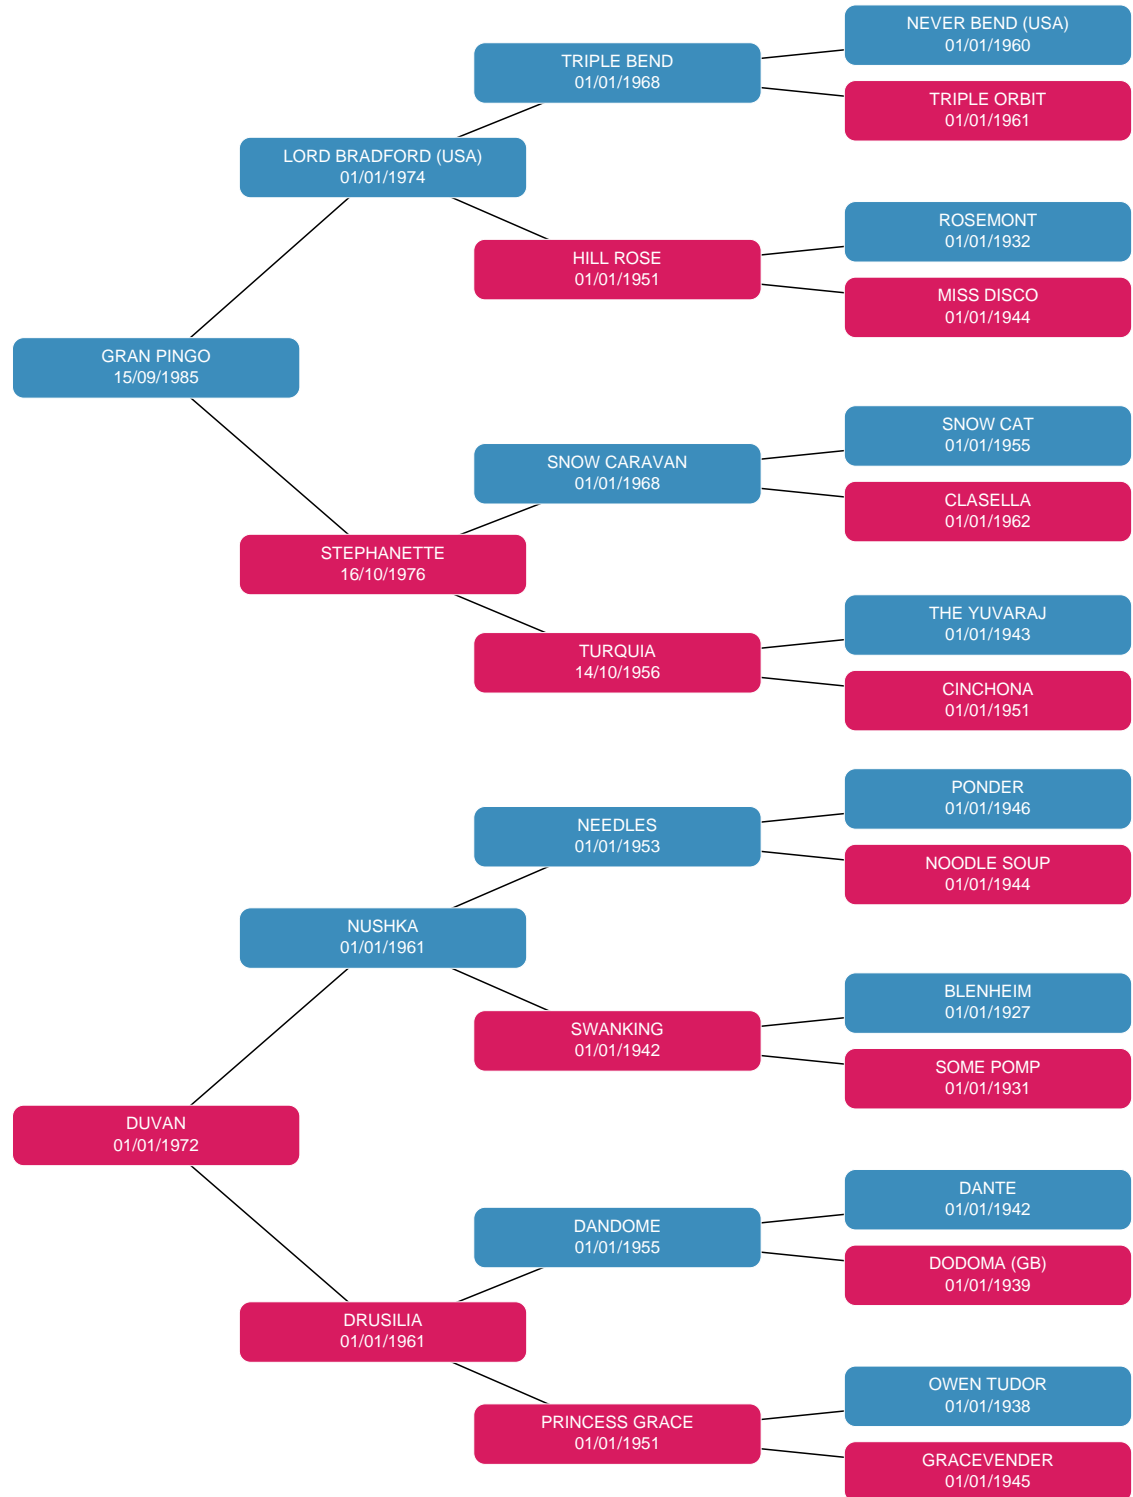 NEVER BEND (USA)
01/01/1960
TRIPLE BEND
01/01/1968
TRIPLE ORBIT
01/01/1961
LORD BRADFORD (USA)
01/01/1974
ROSEMONT
01/01/1932
HILL ROSE
01/01/1951
MISS DISCO
01/01/1944
GRAN PINGO
15/09/1985
SNOW CAT
01/01/1955
SNOW CARAVAN
01/01/1968
CLASELLA
01/01/1962
STEPHANETTE
16/10/1976
THE YUVARAJ
01/01/1943
TURQUIA
14/10/1956
CINCHONA
01/01/1951
PONDER
01/01/1946
NEEDLES
01/01/1953
NOODLE SOUP
01/01/1944
NUSHKA
01/01/1961
BLENHEIM
01/01/1927
SWANKING
01/01/1942
SOME POMP
01/01/1931
DUVAN
01/01/1972
DANTE
01/01/1942
DANDOME
01/01/1955
DODOMA (GB)
01/01/1939
DRUSILIA
01/01/1961
OWEN TUDOR
01/01/1938
PRINCESS GRACE
01/01/1951
GRACEVENDER
01/01/1945